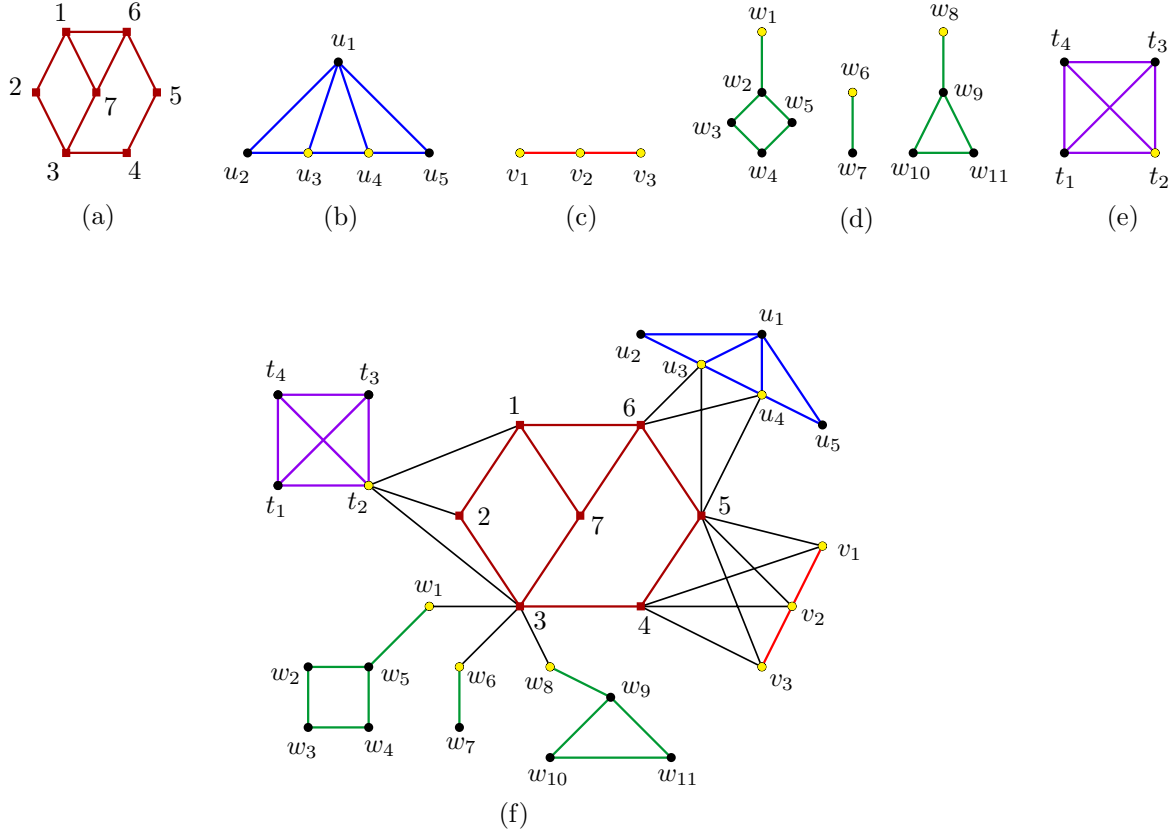 1 6
2
7
5
3 4
(a)
u1
u2 u3 u4 u5
(b)
v1 v2 v3
(c)
w1
w2
w3
w5
w4
w6
w7
w8
w9
w10 w11
(d)
t4 t3
t1 t2
(e)
t4 t3
t1 t2
1 6
2 7 5
3 4
u1
u2
u3
u4
u5
v1
v2
v3
w1
w2 w5
w3 w4
w6
w7
w8
w9
w10 w11
(f)